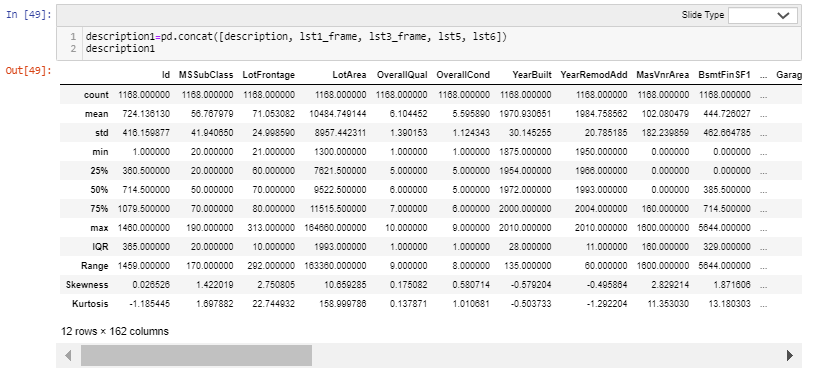 In [49]:
Slide Type
1 description1=pd.concat([description, lst1_frame, lst3_frame, lst5, lst6])
2 description1
Out[49]:
Id MSSubClass LotFrontage LotArea OverallQual OverallCond YearBuilt YearRemodAdd MasVnrArea BsmtFinSF1 ... Garag
count 1168.000000 1168.000000 1168.000000 1168.000000 1168.000000 1168.000000 1168.000000 1168.000000 1168.000000 1168.000000 ...
mean 724.136130 56.767979 71.053082 10484.749144 6.104452 5.595890 1970.930651 1984.758562 102.080479 444.726027 ...
std 416.159877 41.940650 24.998590 8957.442311 1.390153 1.124343 30.145255 20.785185 182.239859 462.664785 ...
min 1.000000 20.000000 21.000000 1300.000000 1.000000 1.000000 1875.000000 1950.000000 0.000000 0.000000 ...
25% 360.500000 20.000000 60.000000 7621.500000 5.000000 5.000000 1954.000000 1966.000000 0.000000 0.000000 ...
50% 714.500000 50.000000 70.000000 9522.500000 6.000000 5.000000 1972.000000 1993.000000 0.000000 385.500000 ...
75% 1079.500000 70.000000 80.000000 11515.500000 7.000000 6.000000 2000.000000 2004.000000 160.000000 714.500000 ...
max 1460.000000 190.000000 313.000000 164660.000000 10.000000 9.000000 2010.000000 2010.000000 1600.000000 5644.000000 ...
IQR 365.000000 20.000000 10.000000 1993.000000 1.000000 1.000000 28.000000 11.000000 160.000000 329.000000 ...
Range 1459.000000 170.000000 292.000000 163360.000000 9.000000 8.000000 135.000000 60.000000 1600.000000 5644.000000 ...
Skewness 0.026526 1.422019 2.750805 10.659285 0.175082 0.580714 -0.579204 -0.495864 2.829214 1.871606 ...
Kurtosis -1.185445 1.697882 22.744932 158.999786 0.137871 1.010681 -0.503733 -1.292204 11.353030 13.180303 ...
12 rows × 162 columns